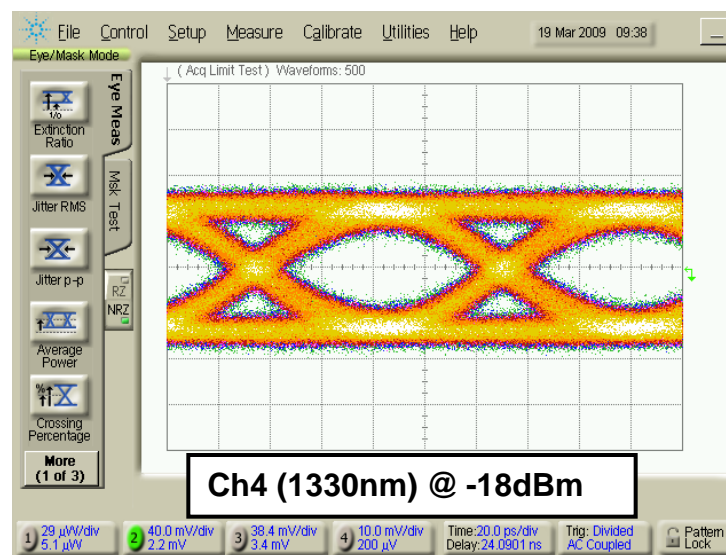 File Control Setup Measure Calibrate Utilities Help 19 Mar 2009 09:38
Eye/Mask Mode
( Acq Limit Test ) Waveforms: 500
Eye Meas
Msk Test
1/0
Extinction
Ratio
Jitter RMS
Jitter p-p
RZ
NRZ
Average
Power
%
Crossing
Percentage
More
(1 of 3)
Ch4 (1330nm) @ -18dBm
1) 29 µW/div 2) 40.0 mV/div 3) 38.4 mV/div 4) 10.0 mV/div Time:20.0 ps/div Trig: Divided Pattern
5.1 µW 2.2 mV 3.4 mV 200 µV Delay:24.0901 ns AC Coupled Lock